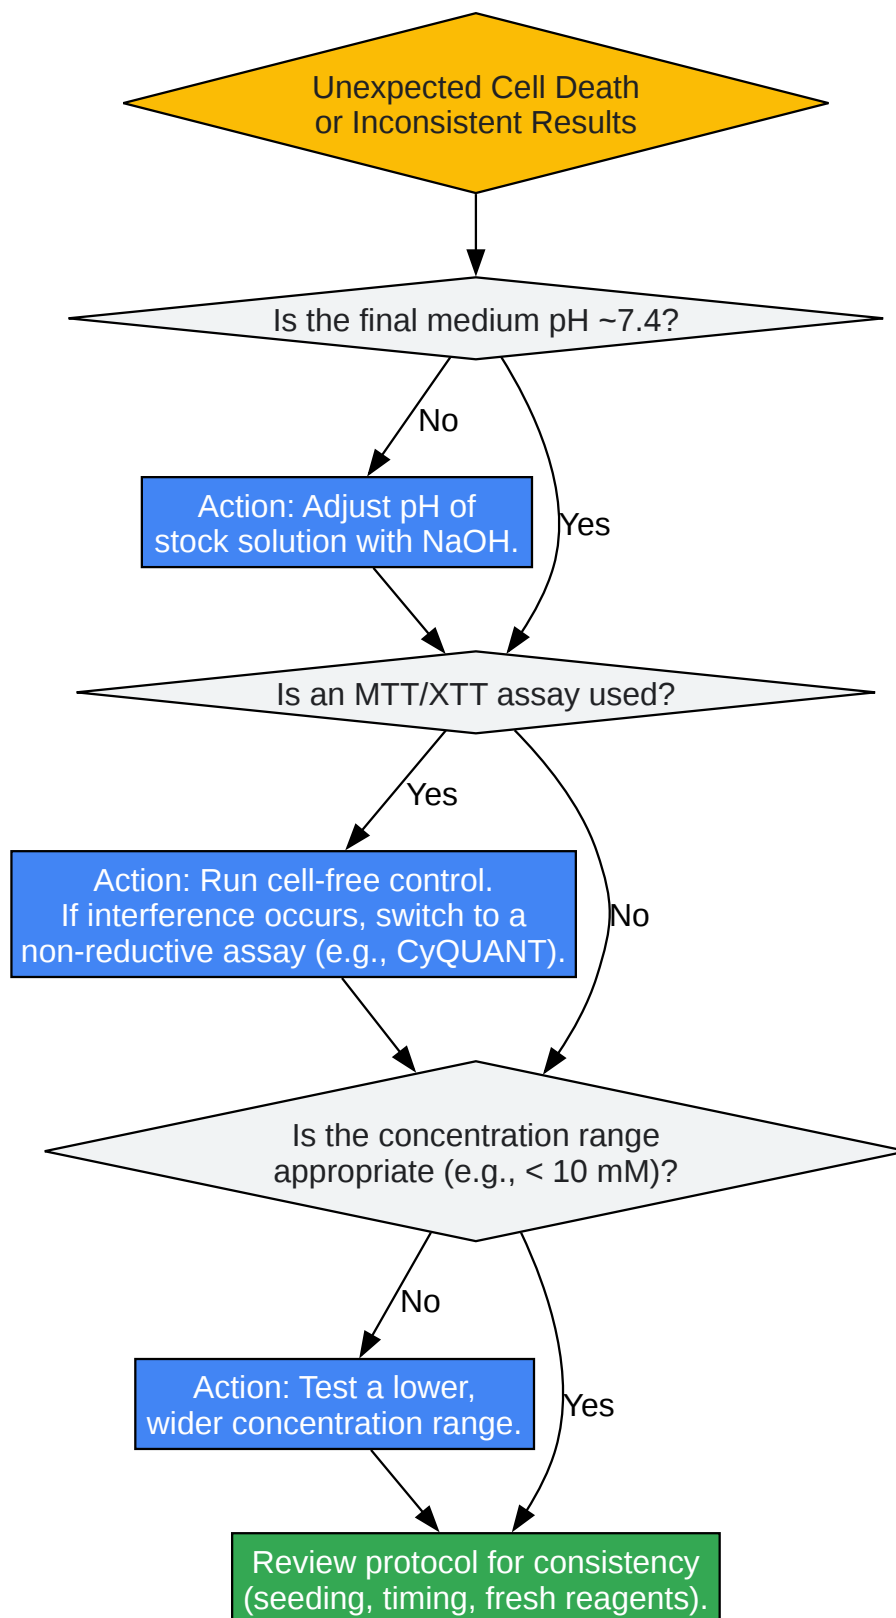 Unexpected Cell Death
or Inconsistent Results
Is the final medium pH ~7.4?
No
Action: Adjust pH of
stock solution with NaOH.
Yes
Is an MTT/XTT assay used?
Yes
Action: Run cell-free control.
If interference occurs, switch to a
non-reductive assay (e.g., CyQUANT).
No
Is the concentration range
appropriate (e.g., < 10 mM)?
No
Action: Test a lower,
wider concentration range.
Yes
Review protocol for consistency
(seeding, timing, fresh reagents).